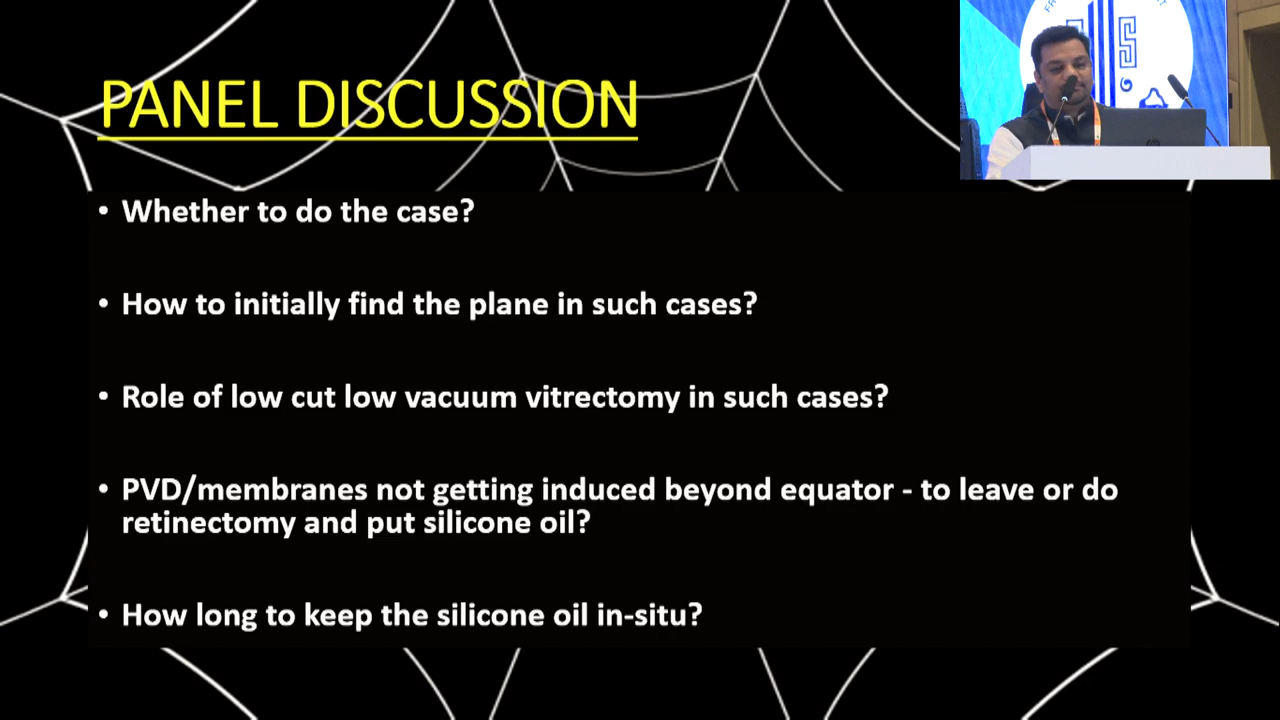 PANEL DISCUSSION
• Whether to do the case?
• How to initially find the plane in such cases?
• Role of low cut low vacuum vitrectomy in such cases?
• PVD/membranes not getting induced beyond equator - to leave or do
retinectomy and put silicone oil?
• How long to keep the silicone oil in-situ?